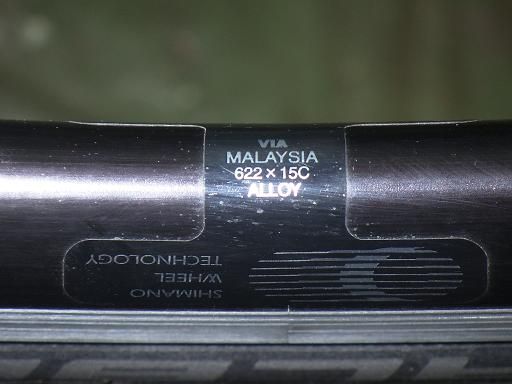 VIA
MALAYSIA
622 × 15C
ALLOY
SHIMANO
WHEEL
TECHNOLOGY